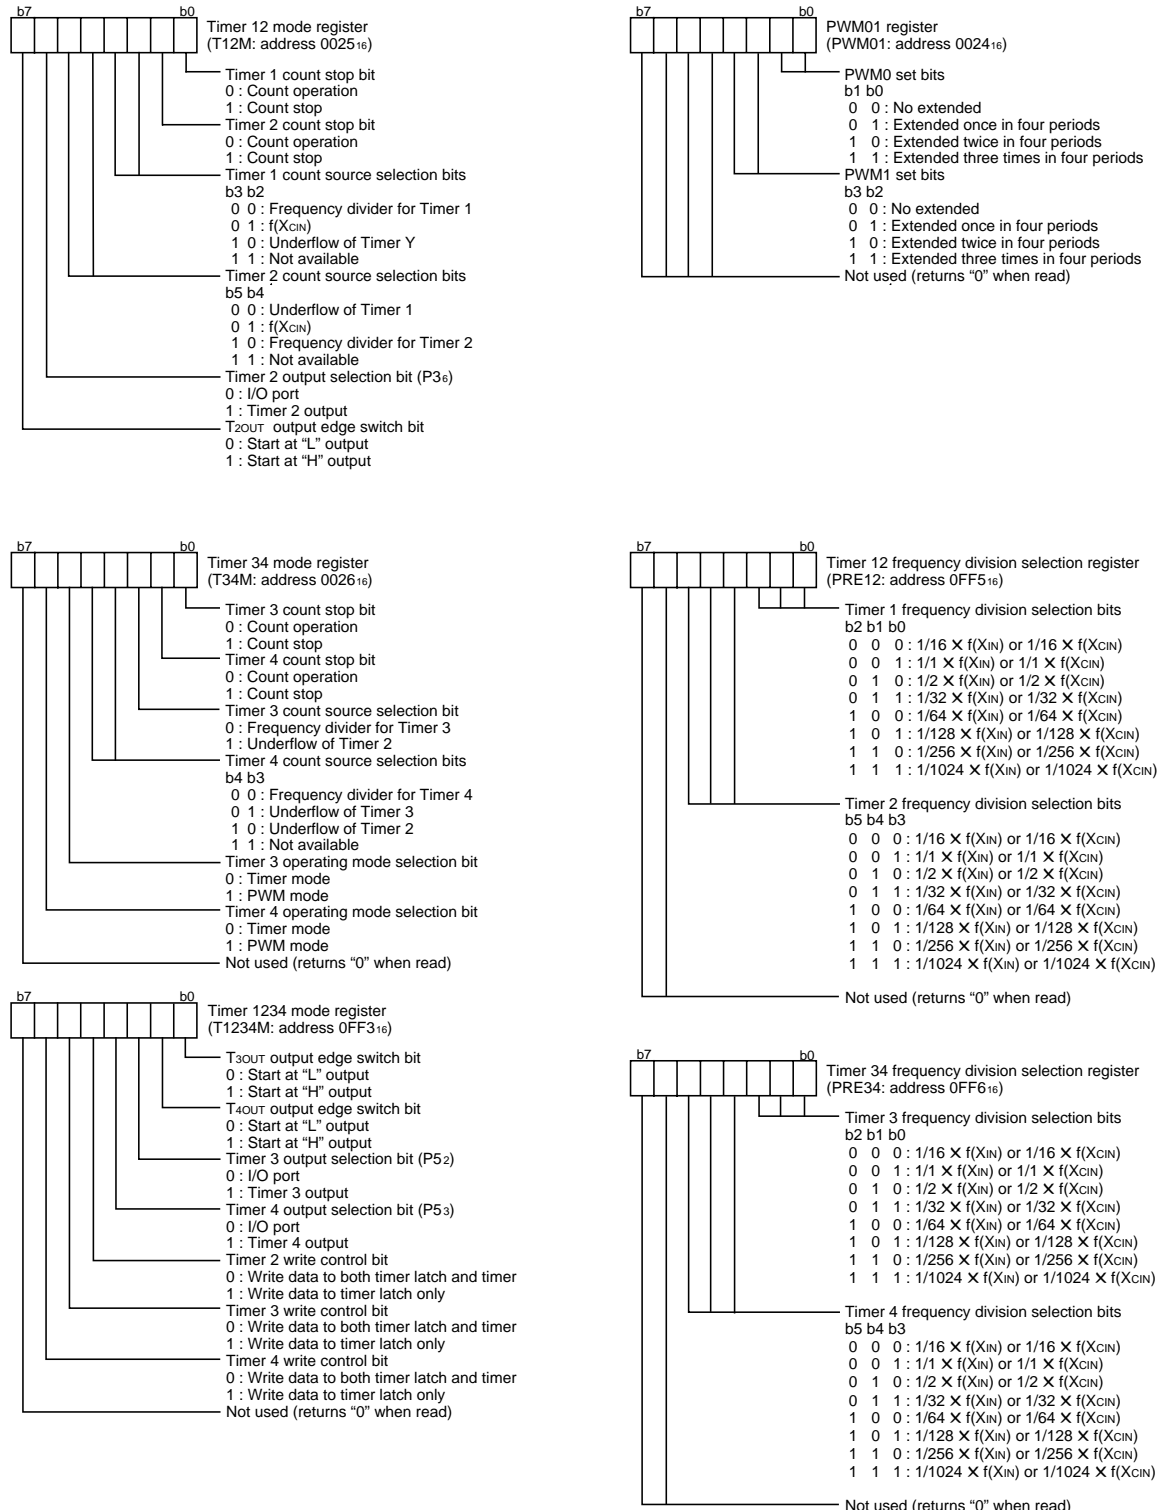 b7 b0
Timer 12 mode register
(T12M: address 0025₁₆)
Timer 1 count stop bit
0 : Count operation
1 : Count stop
Timer 2 count stop bit
0 : Count operation
1 : Count stop
Timer 1 count source selection bits
b3 b2
0 0 : Frequency divider for Timer 1
0 1 : f(XCIN)
1 0 : Underflow of Timer Y
1 1 : Not available
Timer 2 count source selection bits
b5 b4
0 0 : Underflow of Timer 1
0 1 : f(XCIN)
1 0 : Frequency divider for Timer 2
1 1 : Not available
Timer 2 output selection bit (P3₆)
0 : I/O port
1 : Timer 2 output
T2OUT output edge switch bit
0 : Start at “L” output
1 : Start at “H” output
b7 b0
PWM01 register
(PWM01: address 0024₁₆)
PWM0 set bits
b1 b0
0 0 : No extended
0 1 : Extended once in four periods
1 0 : Extended twice in four periods
1 1 : Extended three times in four periods
PWM1 set bits
b3 b2
0 0 : No extended
0 1 : Extended once in four periods
1 0 : Extended twice in four periods
1 1 : Extended three times in four periods
Not used (returns “0” when read)
b7 b0
Timer 34 mode register
(T34M: address 0026₁₆)
Timer 3 count stop bit
0 : Count operation
1 : Count stop
Timer 4 count stop bit
0 : Count operation
1 : Count stop
Timer 3 count source selection bit
0 : Frequency divider for Timer 3
1 : Underflow of Timer 2
Timer 4 count source selection bits
b4 b3
0 0 : Frequency divider for Timer 4
0 1 : Underflow of Timer 3
1 0 : Underflow of Timer 2
1 1 : Not available
Timer 3 operating mode selection bit
0 : Timer mode
1 : PWM mode
Timer 4 operating mode selection bit
0 : Timer mode
1 : PWM mode
Not used (returns “0” when read)
b7 b0
Timer 1234 mode register
(T1234M: address 0FF3₁₆)
T3OUT output edge switch bit
0 : Start at “L” output
1 : Start at “H” output
T4OUT output edge switch bit
0 : Start at “L” output
1 : Start at “H” output
Timer 3 output selection bit (P5₂)
0 : I/O port
1 : Timer 3 output
Timer 4 output selection bit (P5₃)
0 : I/O port
1 : Timer 4 output
Timer 2 write control bit
0 : Write data to both timer latch and timer
1 : Write data to timer latch only
Timer 3 write control bit
0 : Write data to both timer latch and timer
1 : Write data to timer latch only
Timer 4 write control bit
0 : Write data to both timer latch and timer
1 : Write data to timer latch only
Not used (returns “0” when read)
b7 b0
Timer 12 frequency division selection register
(PRE12: address 0FF5₁₆)
Timer 1 frequency division selection bits
b2 b1 b0
0 0 0 : 1/16 ✕ f(XIN) or 1/16 ✕ f(XCIN)
0 0 1 : 1/1 ✕ f(XIN) or 1/1 ✕ f(XCIN)
0 1 0 : 1/2 ✕ f(XIN) or 1/2 ✕ f(XCIN)
0 1 1 : 1/32 ✕ f(XIN) or 1/32 ✕ f(XCIN)
1 0 0 : 1/64 ✕ f(XIN) or 1/64 ✕ f(XCIN)
1 0 1 : 1/128 ✕ f(XIN) or 1/128 ✕ f(XCIN)
1 1 0 : 1/256 ✕ f(XIN) or 1/256 ✕ f(XCIN)
1 1 1 : 1/1024 ✕ f(XIN) or 1/1024 ✕ f(XCIN)
Timer 2 frequency division selection bits
b5 b4 b3
0 0 0 : 1/16 ✕ f(XIN) or 1/16 ✕ f(XCIN)
0 0 1 : 1/1 ✕ f(XIN) or 1/1 ✕ f(XCIN)
0 1 0 : 1/2 ✕ f(XIN) or 1/2 ✕ f(XCIN)
0 1 1 : 1/32 ✕ f(XIN) or 1/32 ✕ f(XCIN)
1 0 0 : 1/64 ✕ f(XIN) or 1/64 ✕ f(XCIN)
1 0 1 : 1/128 ✕ f(XIN) or 1/128 ✕ f(XCIN)
1 1 0 : 1/256 ✕ f(XIN) or 1/256 ✕ f(XCIN)
1 1 1 : 1/1024 ✕ f(XIN) or 1/1024 ✕ f(XCIN)
Not used (returns “0” when read)
b7 b0
Timer 34 frequency division selection register
(PRE34: address 0FF6₁₆)
Timer 3 frequency division selection bits
b2 b1 b0
0 0 0 : 1/16 ✕ f(XIN) or 1/16 ✕ f(XCIN)
0 0 1 : 1/1 ✕ f(XIN) or 1/1 ✕ f(XCIN)
0 1 0 : 1/2 ✕ f(XIN) or 1/2 ✕ f(XCIN)
0 1 1 : 1/32 ✕ f(XIN) or 1/32 ✕ f(XCIN)
1 0 0 : 1/64 ✕ f(XIN) or 1/64 ✕ f(XCIN)
1 0 1 : 1/128 ✕ f(XIN) or 1/128 ✕ f(XCIN)
1 1 0 : 1/256 ✕ f(XIN) or 1/256 ✕ f(XCIN)
1 1 1 : 1/1024 ✕ f(XIN) or 1/1024 ✕ f(XCIN)
Timer 4 frequency division selection bits
b5 b4 b3
0 0 0 : 1/16 ✕ f(XIN) or 1/16 ✕ f(XCIN)
0 0 1 : 1/1 ✕ f(XIN) or 1/1 ✕ f(XCIN)
0 1 0 : 1/2 ✕ f(XIN) or 1/2 ✕ f(XCIN)
0 1 1 : 1/32 ✕ f(XIN) or 1/32 ✕ f(XCIN)
1 0 0 : 1/64 ✕ f(XIN) or 1/64 ✕ f(XCIN)
1 0 1 : 1/128 ✕ f(XIN) or 1/128 ✕ f(XCIN)
1 1 0 : 1/256 ✕ f(XIN) or 1/256 ✕ f(XCIN)
1 1 1 : 1/1024 ✕ f(XIN) or 1/1024 ✕ f(XCIN)
Not used (returns “0” when read)